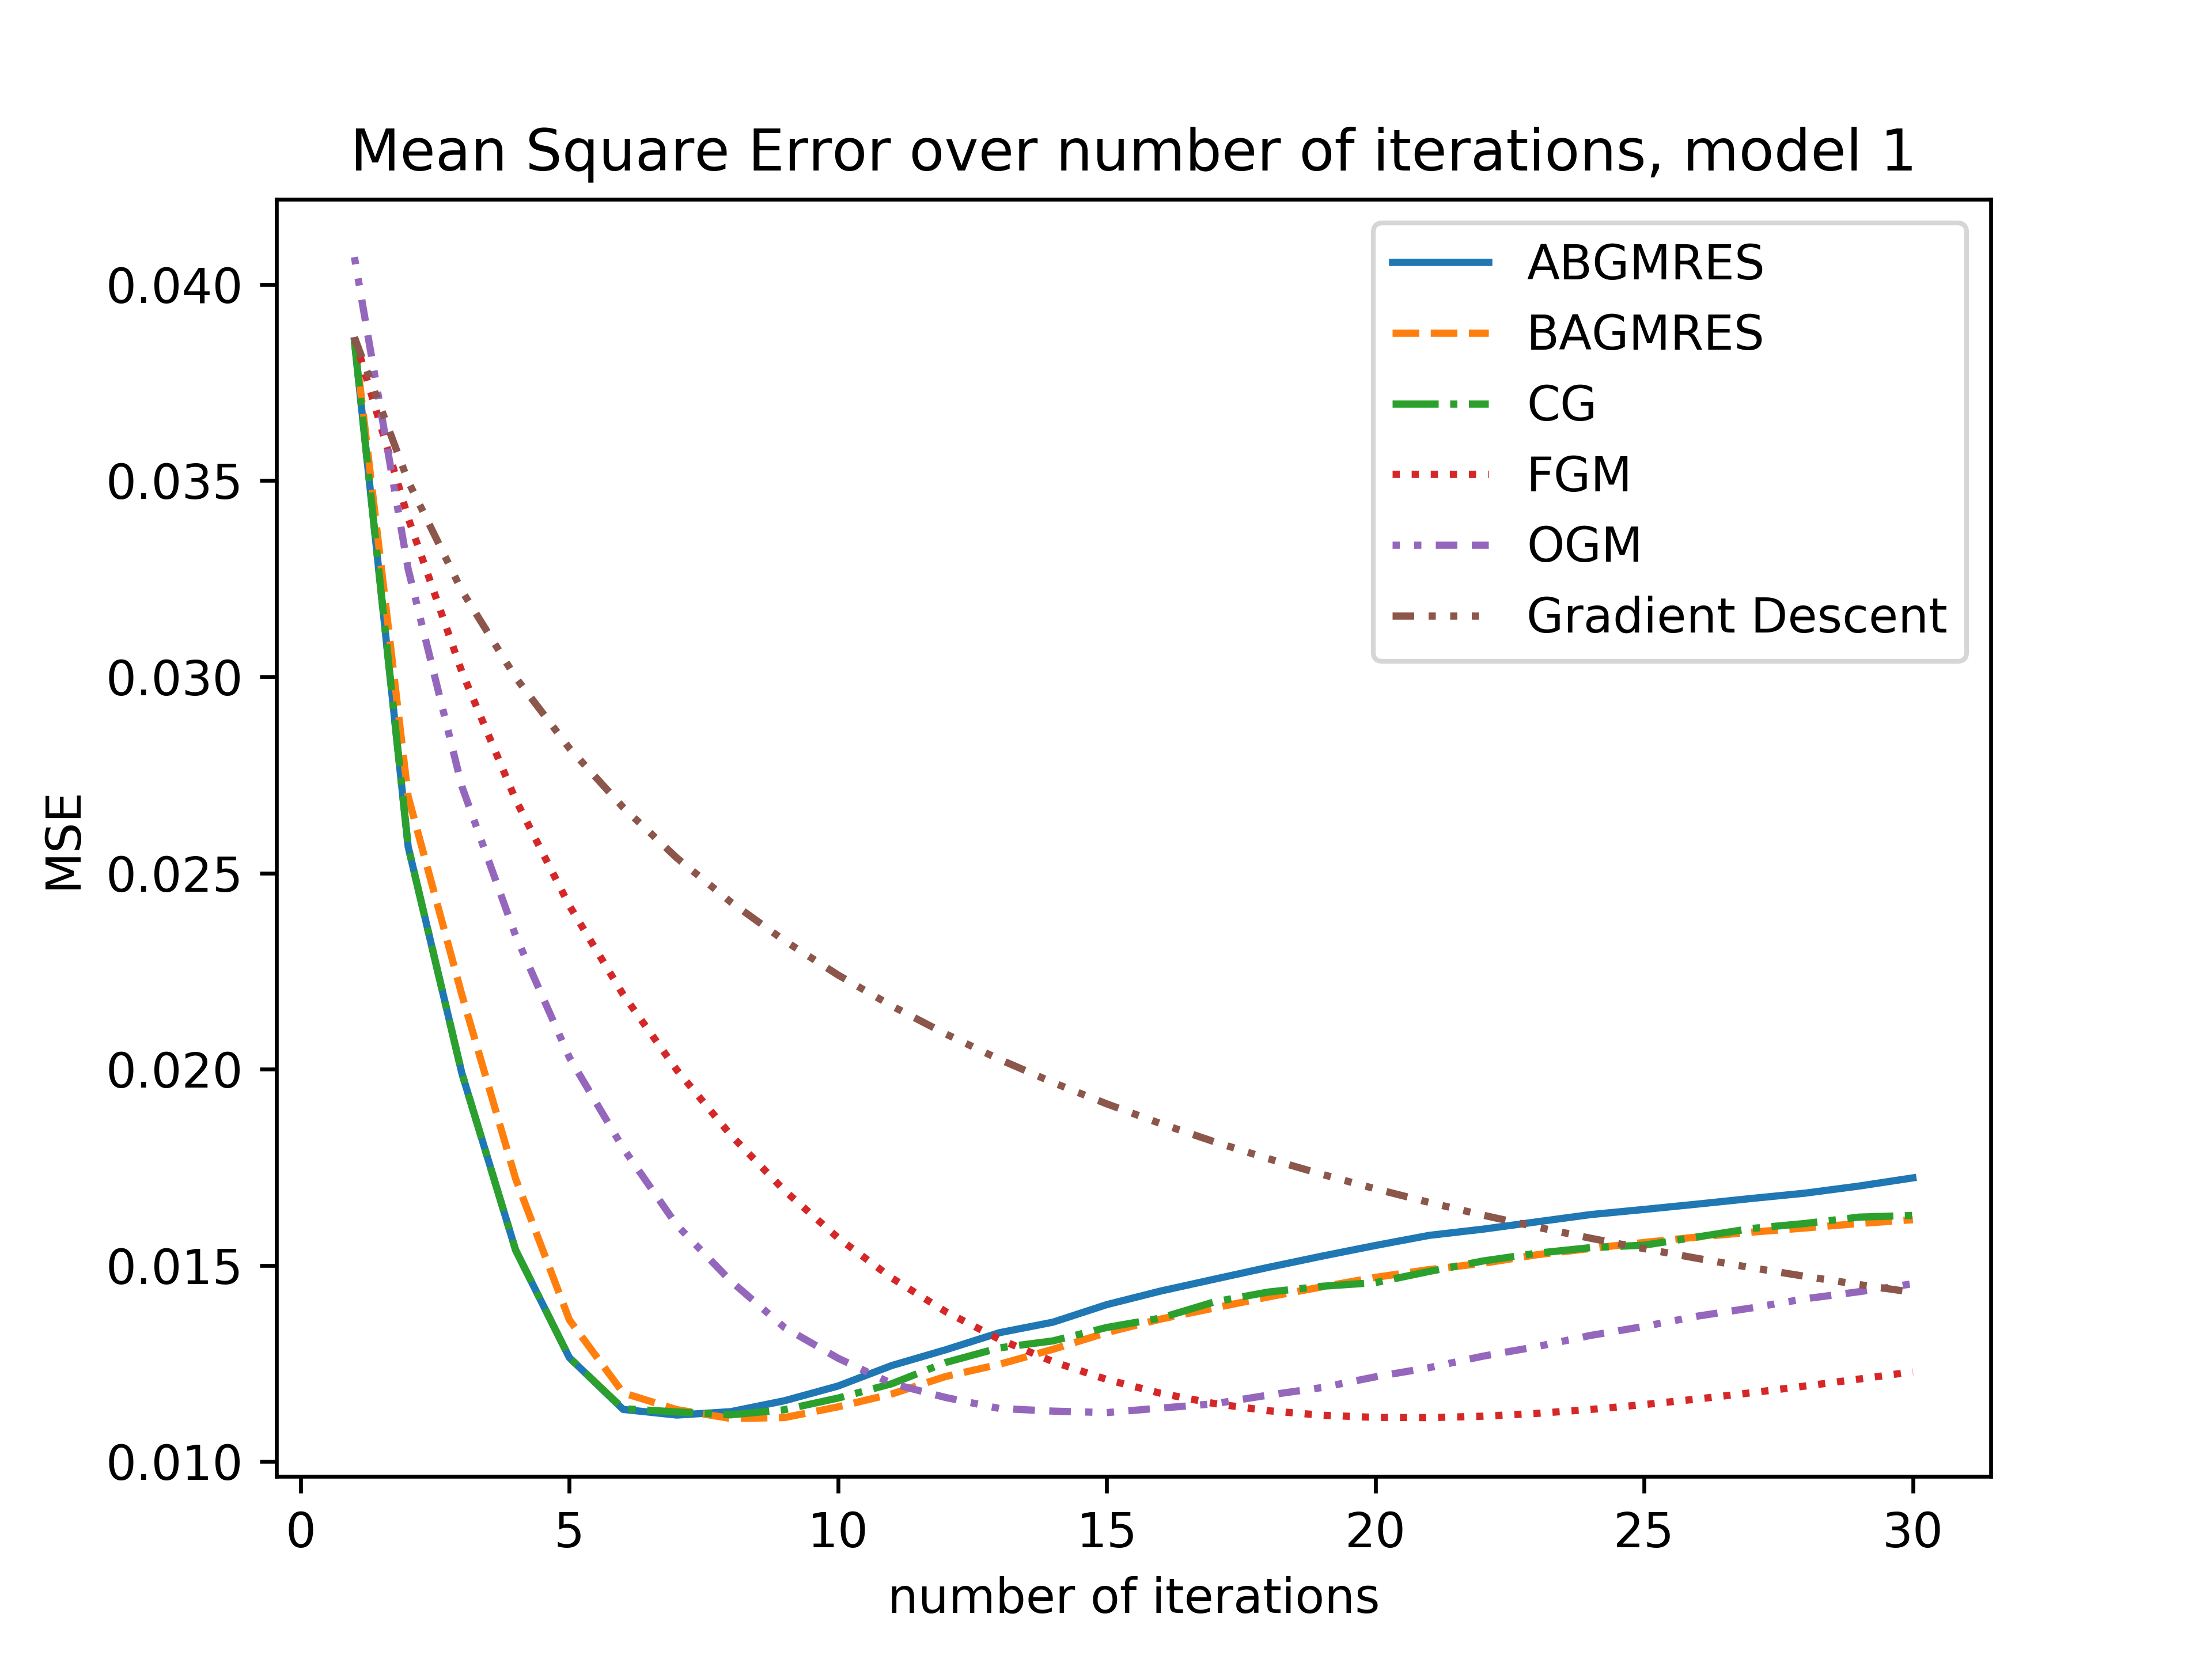 Mean Square Error over number of iterations, model 1
ABGMRES
BAGMRES
CG
FGM
OGM
Gradient Descent
MSE
0.040
0.035
0.030
0.025
0.020
0.015
0.010
0 5 10 15 20 25 30
number of iterations